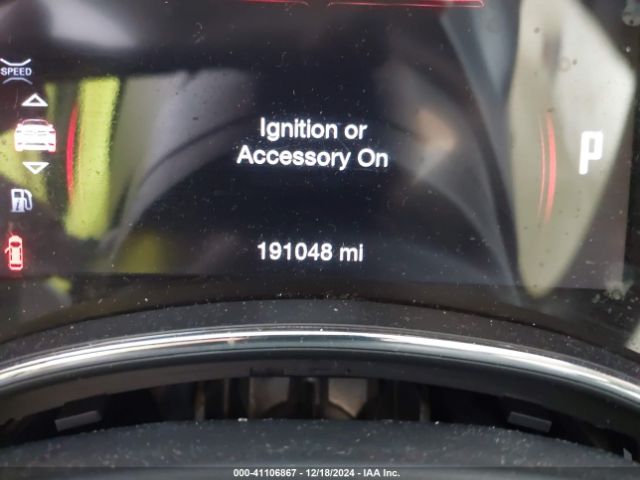 SPEED
Ignition or
Accessory On
P
191048 mi
000-41106867 - 12/18/2024 - IAA Inc.